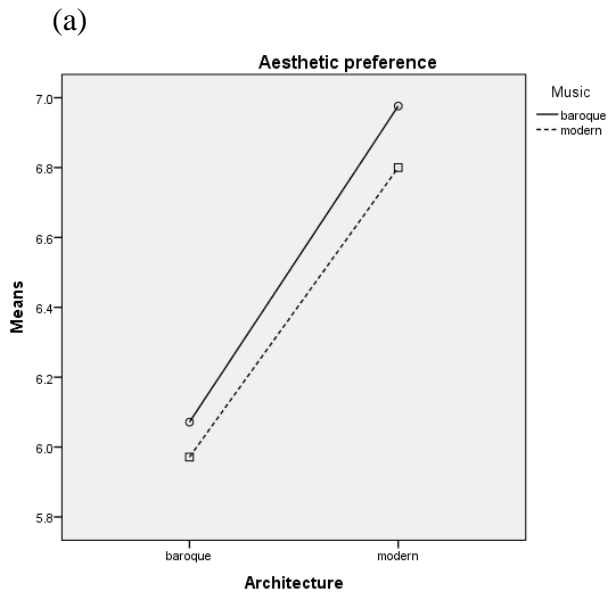 (a)
Aesthetic preference
Music
baroque
modern
Means
7.0
6.8
6.6
6.4
6.2
6.0
5.8
baroque modern
Architecture